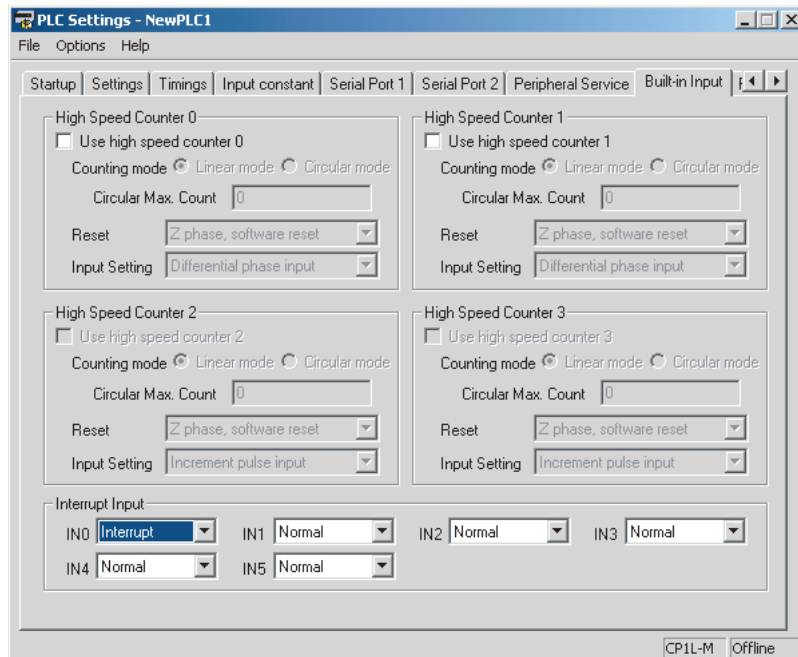 PLC Settings - NewPLC1
File Options Help
Startup Settings Timings Input constant Serial Port 1 Serial Port 2 Peripheral Service Built-in Input
High Speed Counter 0
Use high speed counter 0
Counting mode Linear mode Circular mode
Circular Max. Count 0
Reset Z phase, software reset
Input Setting Differential phase input
High Speed Counter 1
Use high speed counter 1
Counting mode Linear mode Circular mode
Circular Max. Count 0
Reset Z phase, software reset
Input Setting Differential phase input
High Speed Counter 2
Use high speed counter 2
Counting mode Linear mode Circular mode
Circular Max. Count 0
Reset Z phase, software reset
Input Setting Increment pulse input
High Speed Counter 3
Use high speed counter 3
Counting mode Linear mode Circular mode
Circular Max. Count 0
Reset Z phase, software reset
Input Setting Increment pulse input
Interrupt Input
IN0 Interrupt IN1 Normal IN2 Normal IN3 Normal
IN4 Normal IN5 Normal
CP1L-M Offline